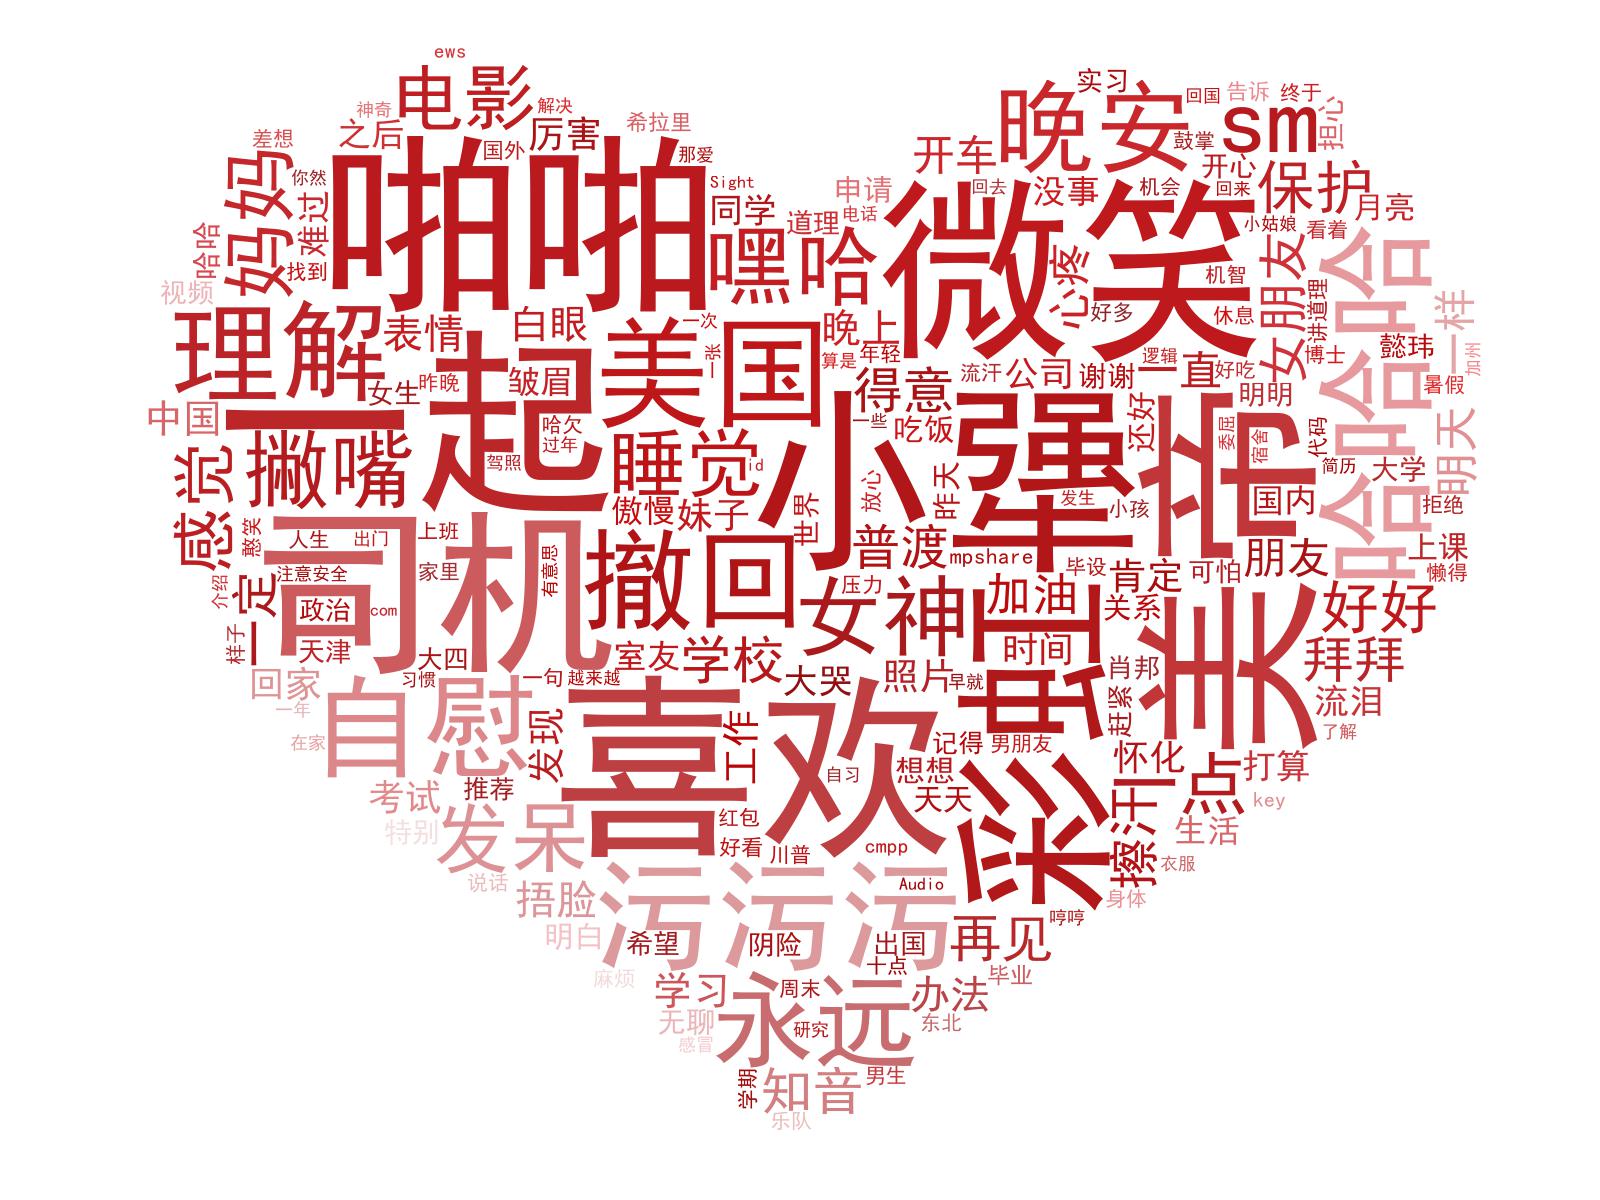 ews
电影
实习
晚安
回国
告诉
终于
神奇
解决
之后
厉害
希拉里
sm
担心
差想
国外
那爱
开车
鼓掌
妈妈
你然
啪啪
Sight
申请
回去
没事
机会
开心
回来
保护
月亮
难过
同学
道理
电话
微笑
小姑娘
看着
哈哈
找到
嘿哈
心疼
机智
女朋友
哈哈哈
视频
理解
表情
白眼
美国
一次
晚上
好多
休息
讲道理
一样
一张
算是
年轻
逻辑
博士
懿玮
加州
女生
昨晚
皱眉
得意
流汗
公司
谢谢
一直
好吃
暑假
中国
一起
哈欠
过年
小犟
一些
吃饭
还好
明明
明天
感觉
撇嘴
驾照
睡觉
id
委屈
宿舍
代码
简历
大学
傲慢
妹子
世界
放心
昨天
发生
小孩
国内
拒绝
憨笑
司机
人生
出门
上班
撤回
普渡
mpshare
毕设
肯定
可怕
朋友
上课
懒得
一定
介绍
注意安全
家里
有意思
女神
压力
加油
关系
好好
政治
com
样子
天津
大四
习惯
室友
学校
时间
肖邦
拜拜
回家
一句
越来越
大哭
照片
早就
赶紧
流泪
一年
自慰
喜欢
发现
工作
记得
男朋友
怀化
了解
在家
推荐
自习
想想
天天
擦汗
一点
打算
key
考试
特别
发呆
红包
好看
川普
cmpp
生活
衣服
说话
捂脸
污污污
Audio
身体
明白
希望
阴险
出国
十点
再见
哼哼
麻烦
学习
永远
周末
办法
毕业
无聊
感冒
研究
东北
学期
知音
男生
乐队